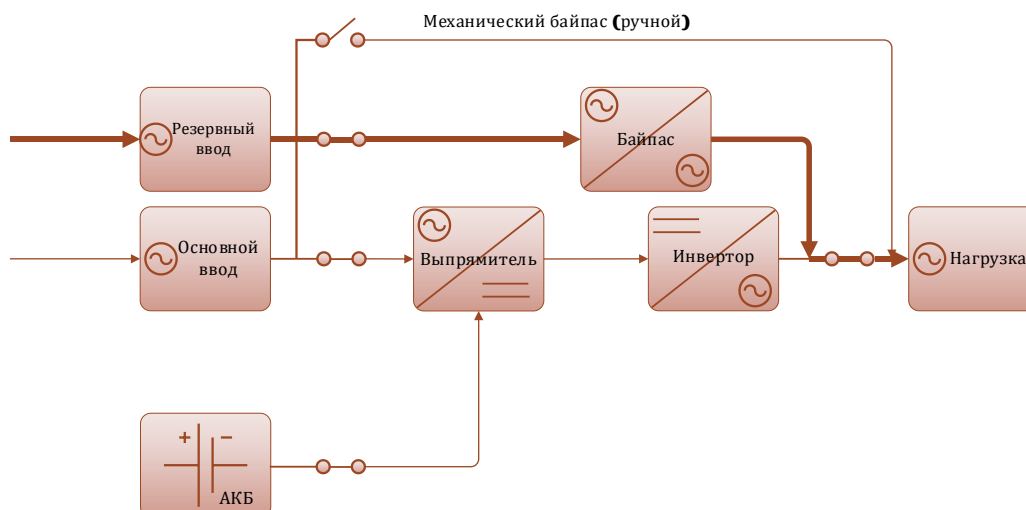 Механический байпас (ручной)
Резервный
ввод
Байпас
Основной
ввод
Выпрямитель
Инвертор
Нагрузка
+ −
АКБ